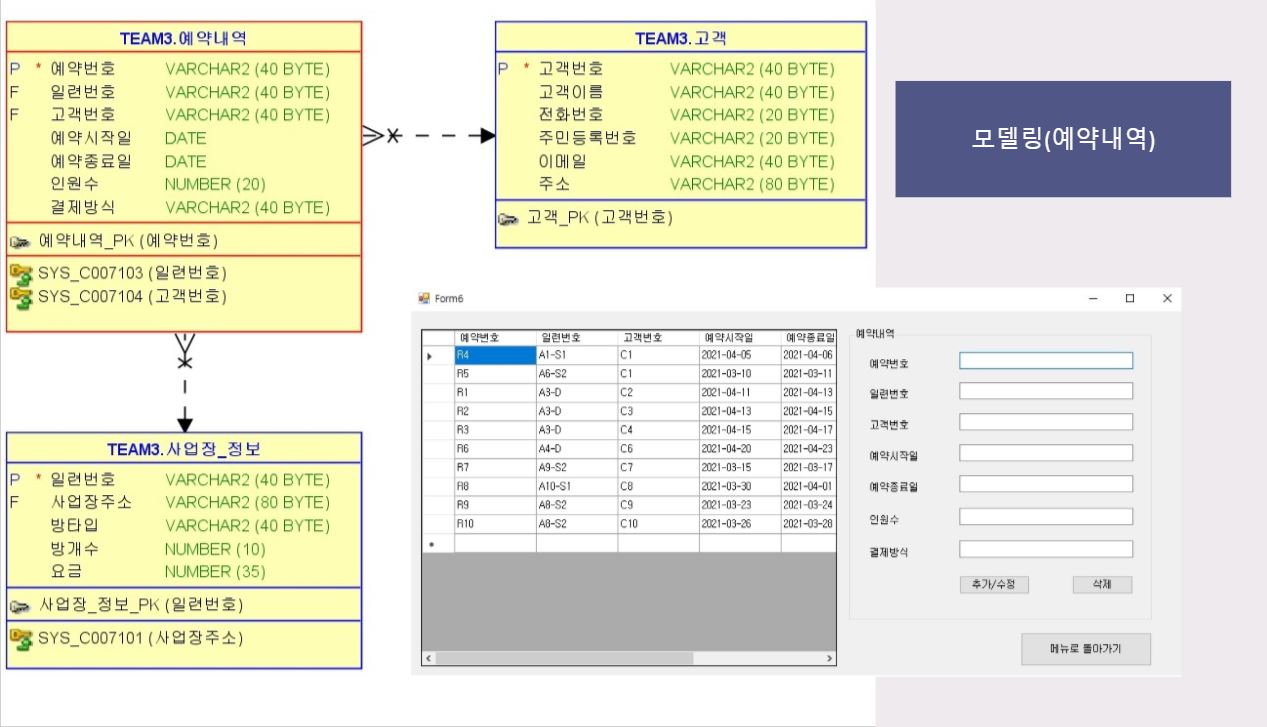 TEAM3.예약내역
P * 예약번호 VARCHAR2 (40 BYTE)
F 일련번호 VARCHAR2 (40 BYTE)
F 고객번호 VARCHAR2 (40 BYTE)
예약시작일 DATE
예약종료일 DATE
인원수 NUMBER (20)
결제방식 VARCHAR2 (40 BYTE)
예약내역_PK (예약번호)
SYS_C007103 (일련번호)
SYS_C007104 (고객번호)
TEAM3.고객
P * 고객번호 VARCHAR2 (40 BYTE)
고객이름 VARCHAR2 (40 BYTE)
전화번호 VARCHAR2 (20 BYTE)
주민등록번호 VARCHAR2 (20 BYTE)
이메일 VARCHAR2 (40 BYTE)
주소 VARCHAR2 (80 BYTE)
고객_PK (고객번호)
모델링(예약내역)
TEAM3.사업장_정보
P * 일련번호 VARCHAR2 (40 BYTE)
F 사업장주소 VARCHAR2 (80 BYTE)
방타입 VARCHAR2 (40 BYTE)
방개수 NUMBER (10)
요금 NUMBER (35)
사업장_정보_PK (일련번호)
SYS_C007101 (사업장주소)
Form6
예약번호 일련번호 고객번호 예약시작일 예약종료일
R4 A1-S1 C1 2021-04-05 2021-04-06
R5 A6-S2 C1 2021-03-10 2021-03-11
R1 A3-D C2 2021-04-11 2021-04-13
R2 A3-D C3 2021-04-13 2021-04-15
R3 A3-D C4 2021-04-15 2021-04-17
R6 A4-D C6 2021-04-20 2021-04-23
R7 A9-S2 C7 2021-03-15 2021-03-17
R8 A10-S1 C8 2021-03-30 2021-04-01
R9 A8-S2 C9 2021-03-23 2021-03-24
R10 A8-S2 C10 2021-03-26 2021-03-28
예약내역
예약번호
일련번호
고객번호
예약시작일
예약종료일
인원수
결제방식
추가/수정 삭제
메뉴로 돌아가기